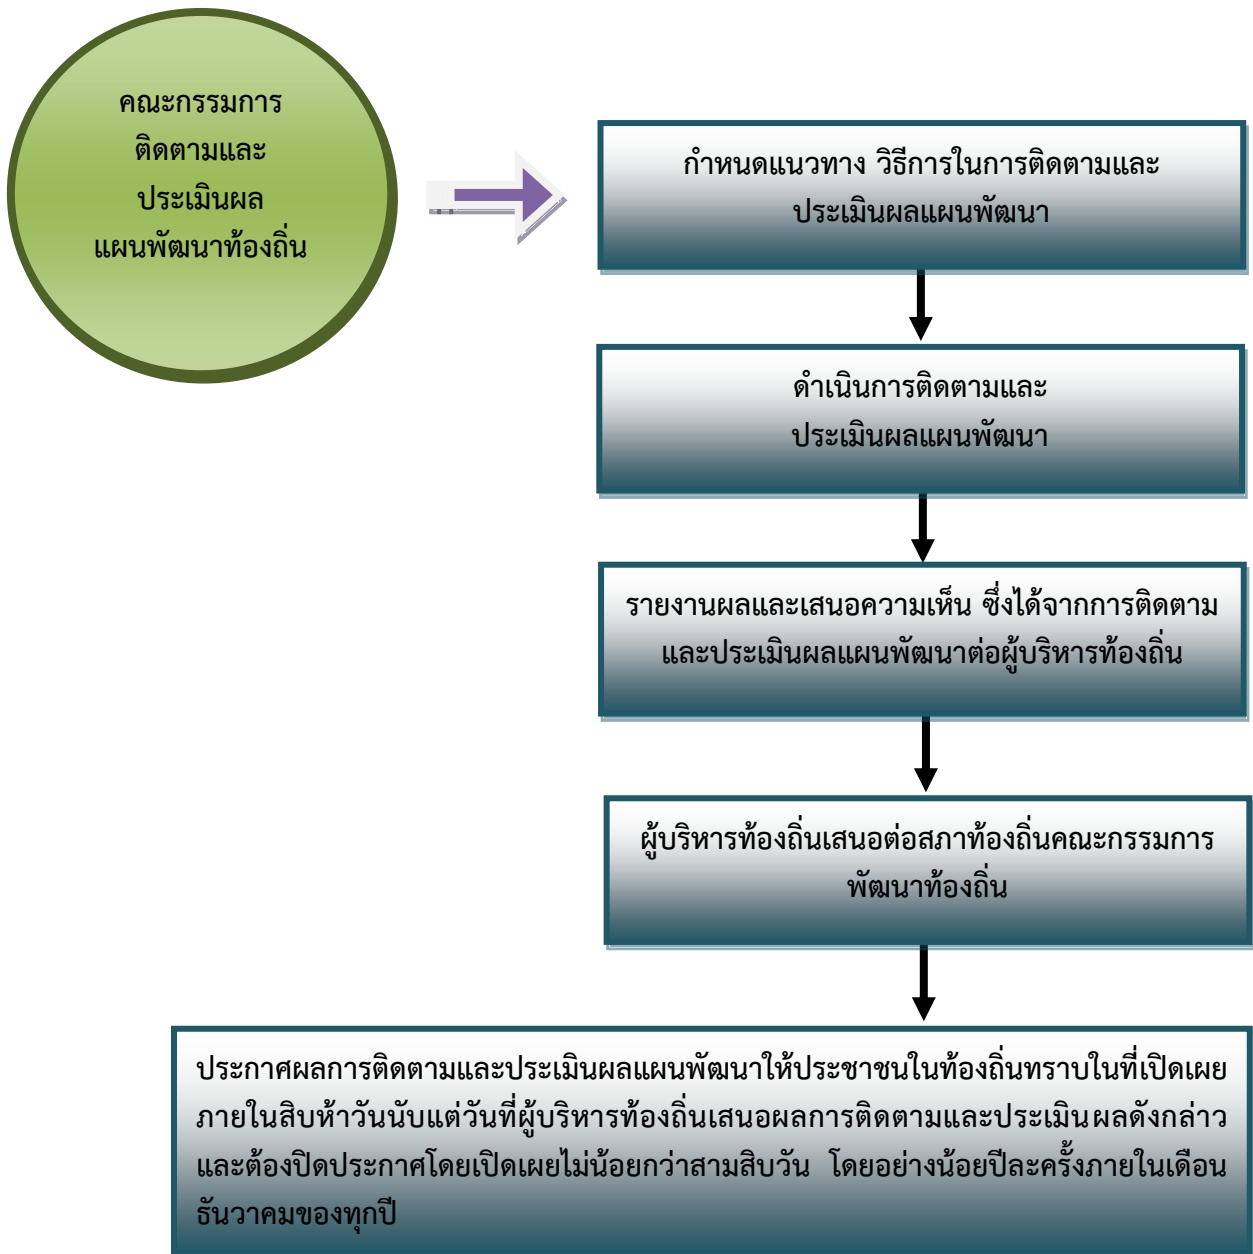 คณะกรรมการ
ติดตามและ
ประเมินผล
แผนพัฒนาท้องถิ่น
กำหนดแนวทาง วิธีการในการติดตามและ
ประเมินผลแผนพัฒนา
ดำเนินการติดตามและ
ประเมินผลแผนพัฒนา
รายงานผลและเสนอความเห็น ซึ่งได้จากการติดตาม
และประเมินผลแผนพัฒนาต่อผู้บริหารท้องถิ่น
ผู้บริหารท้องถิ่นเสนอต่อสภาท้องถิ่นคณะกรรมการ
พัฒนาท้องถิ่น
ประกาศผลการติดตามและประเมินผลแผนพัฒนาให้ประชาชนในท้องถิ่นทราบในที่เปิดเผย
ภายในสิบห้าวันนับแต่วันที่ผู้บริหารท้องถิ่นเสนอผลการติดตามและประเมินผลดังกล่าว
และต้องปิดประกาศโดยเปิดเผยไม่น้อยกว่าสามสิบวัน โดยอย่างน้อยปีละครั้งภายในเดือน
ธันวาคมของทุกปี